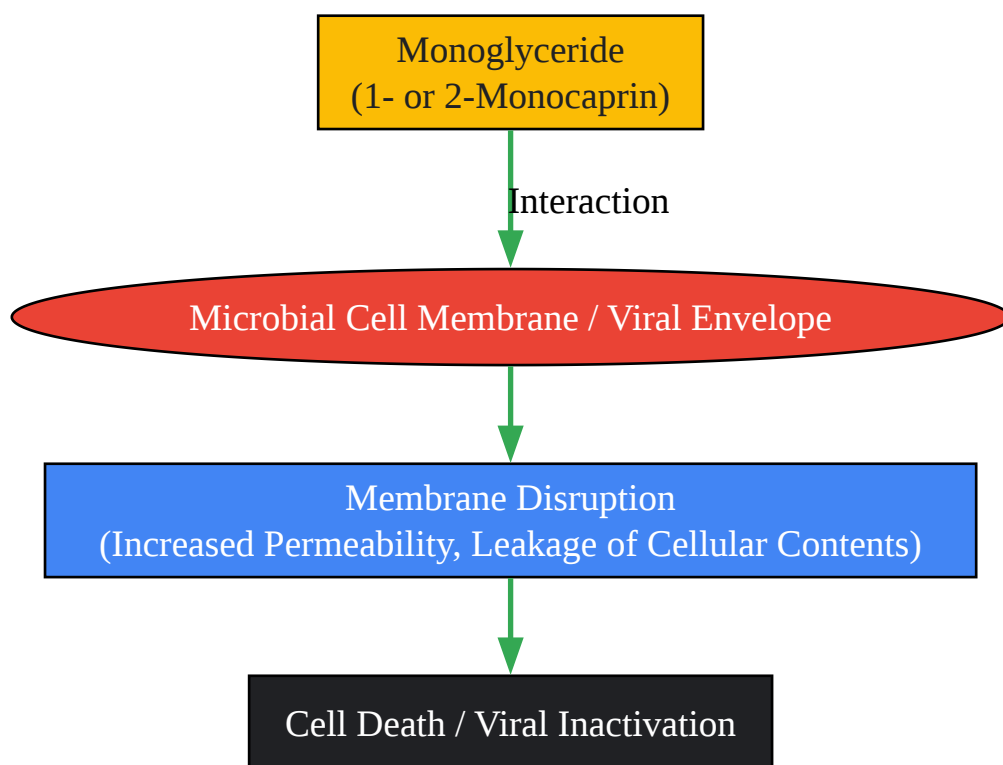 Monoglyceride
(1- or 2-Monocaprin)
Interaction
Microbial Cell Membrane / Viral Envelope
Membrane Disruption
(Increased Permeability, Leakage of Cellular Contents)
Cell Death / Viral Inactivation